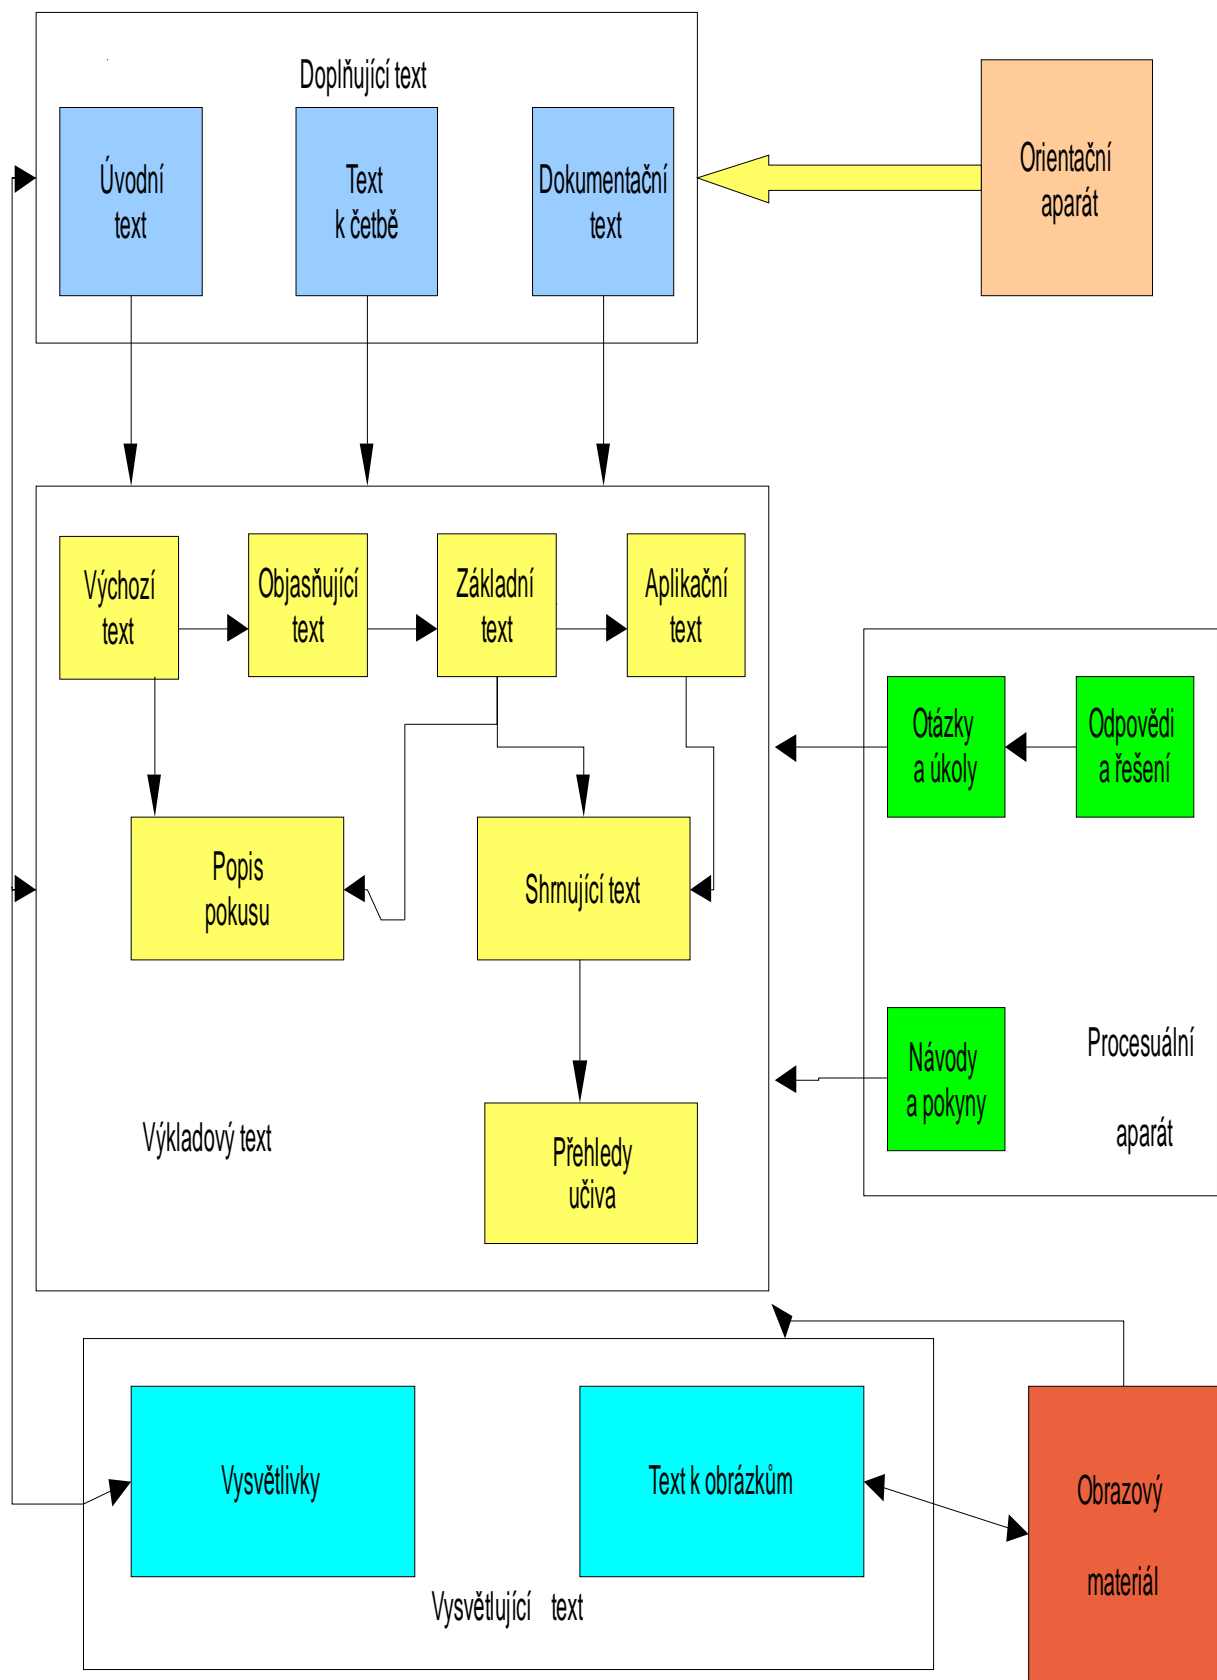 Doplňující text
Úvodní
text
Text
k četbě
Dokumentační
text
Orientační
aparát
Výchozí
text
Objasňující
text
Základní
text
Aplikační
text
Otázky
a úkoly
Odpovědi
a řešení
Popis
pokusu
Shrnující text
Návody
a pokyny
Procesuální
aparát
Výkladový text
Přehledy
učiva
Vysvětlivky
Text k obrázkům
Obrazový
materiál
Vysvětlující text